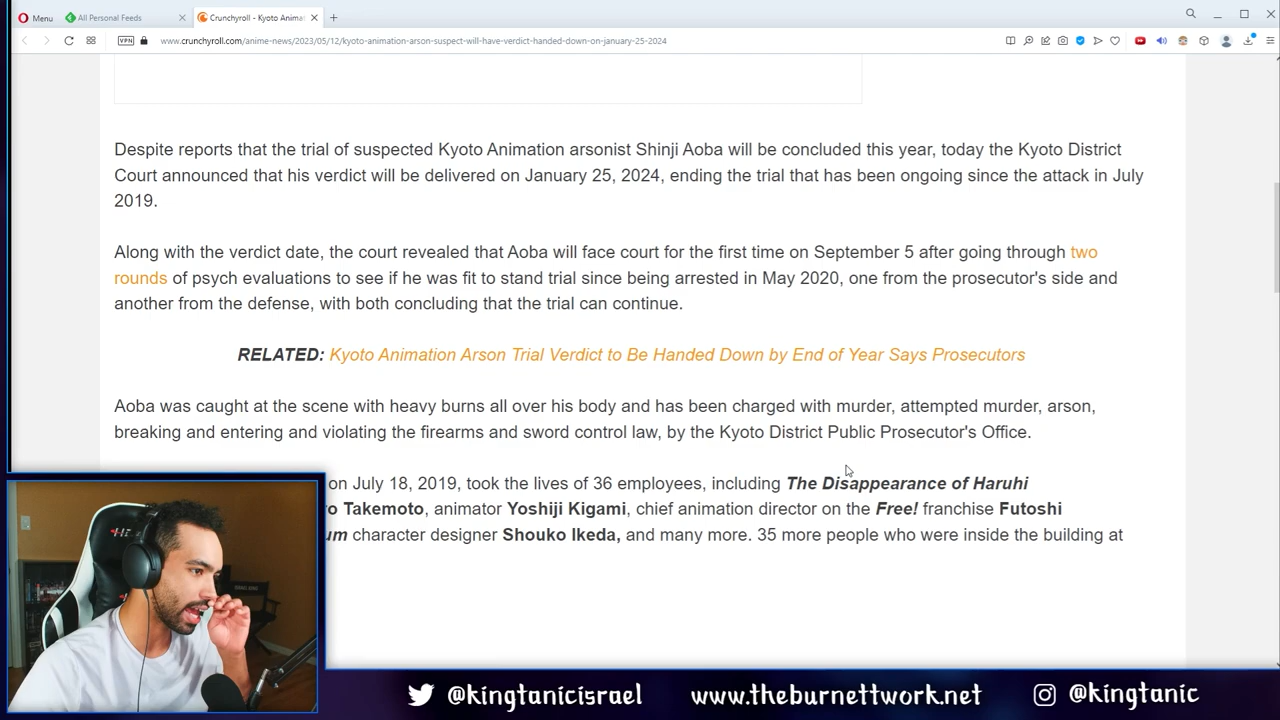 Menu
All Personal Feeds
Crunchyroll - Kyoto Anima
VPN
www.crunchyroll.com/anime-news/2023/05/12/kyoto-animation-arson-suspect-will-have-verdict-handed-down-on-january-25-2024
Despite reports that the trial of suspected Kyoto Animation arsonist Shinji Aoba will be concluded this year, today the Kyoto District
Court announced that his verdict will be delivered on January 25, 2024, ending the trial that has been ongoing since the attack in July
2019.
Along with the verdict date, the court revealed that Aoba will face court for the first time on September 5 after going through two
rounds of psych evaluations to see if he was fit to stand trial since being arrested in May 2020, one from the prosecutor's side and
another from the defense, with both concluding that the trial can continue.
RELATED: Kyoto Animation Arson Trial Verdict to Be Handed Down by End of Year Says Prosecutors
Aoba was caught at the scene with heavy burns all over his body and has been charged with murder, attempted murder, arson,
breaking and entering and violating the firearms and sword control law, by the Kyoto District Public Prosecutor's Office.
on July 18, 2019, took the lives of 36 employees, including The Disappearance of Haruhi
ro Takemoto, animator Yoshiji Kigami, chief animation director on the Free! franchise Futoshi
um character designer Shouko Ikeda, and many more. 35 more people who were inside the building at
@kingtanicisrael
www.theburnettwork.net
@kingtanic